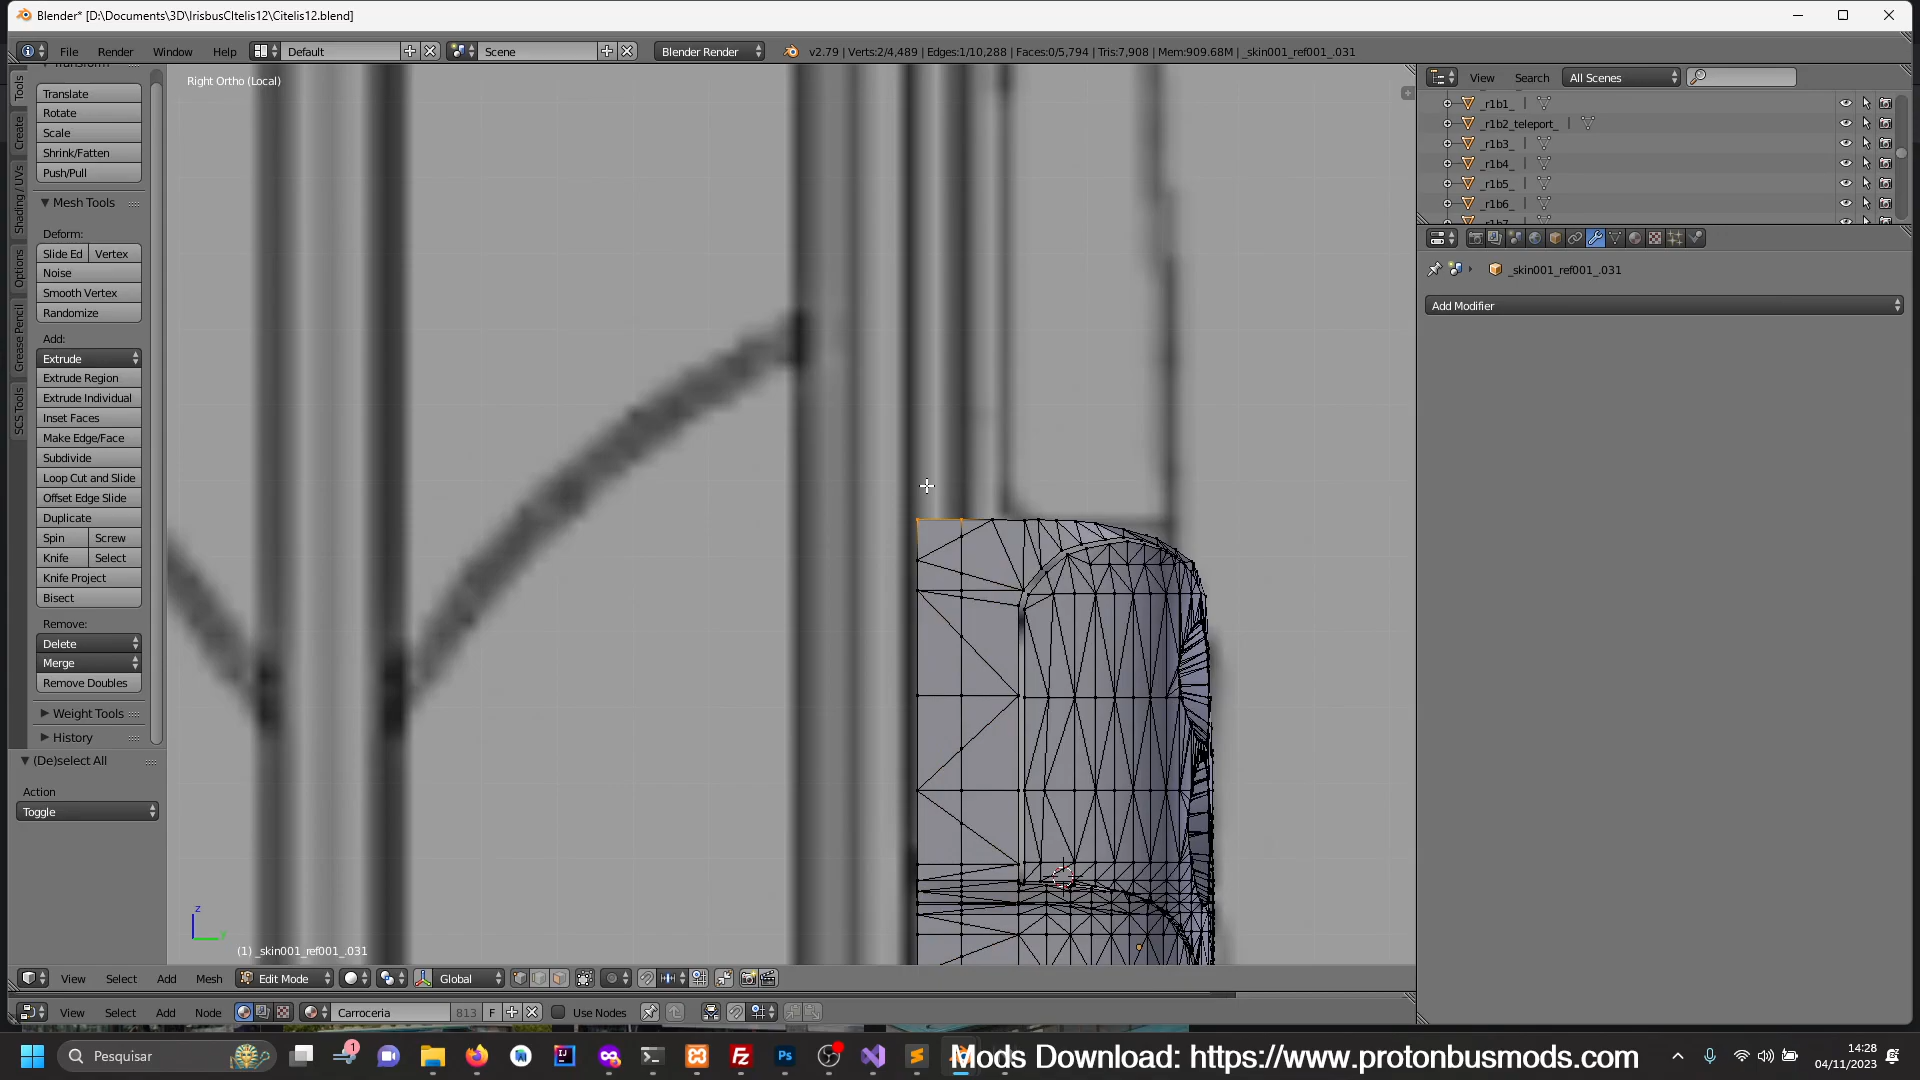 Blender* [D:\Documents\3D\IrisbusCItelis12\Citelis12.blend]
File Render Window Help Default Scene Blender Render v2.79 | Verts:2/4,489 | Edges:1/10,288 | Faces:0/5,794 | Tris:7,908 | Mem:909.68M | _skin001_ref001_.031
Right Ortho (Local)
Tools
Create
Shading / UVs
Options
Grease Pencil
SCS Tools
Transform
Translate
Rotate
Scale
Shrink/Fatten
Push/Pull
Mesh Tools
Deform:
Slide Ed Vertex
Noise
Smooth Vertex
Randomize
Add:
Extrude
Extrude Region
Extrude Individual
Inset Faces
Make Edge/Face
Subdivide
Loop Cut and Slide
Offset Edge Slide
Duplicate
Spin Screw
Knife Select
Knife Project
Bisect
Remove:
Delete
Merge
Remove Doubles
Weight Tools
History
(De)select All
Action
Toggle
z
(1) _skin001_ref001_.031
View Search All Scenes
_r1b1_
_r1b2_teleport_
_r1b3_
_r1b4_
_r1b5_
_r1b6_
_r1b7_
_skin001_ref001_.031
Add Modifier
View Select Add Mesh Edit Mode Global
View Select Add Node Carroceria 813 F Use Nodes
Pesquisar
1
Mods Download: https://www.protonbusmods.com
14:28
04/11/2023